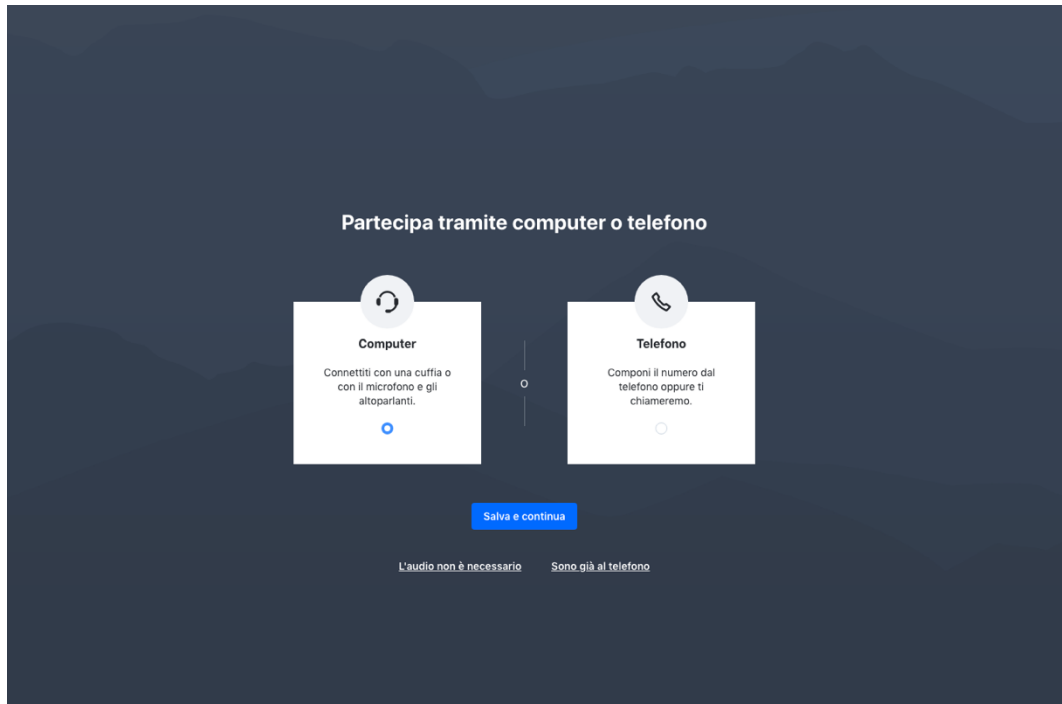 Partecipa tramite computer o telefono
Computer
Connettiti con una cuffia o
con il microfono e gli
altoparlanti.
o
Telefono
Componi il numero dal
telefono oppure ti
chiameremo.
Salva e continua
L'audio non è necessario
Sono già al telefono